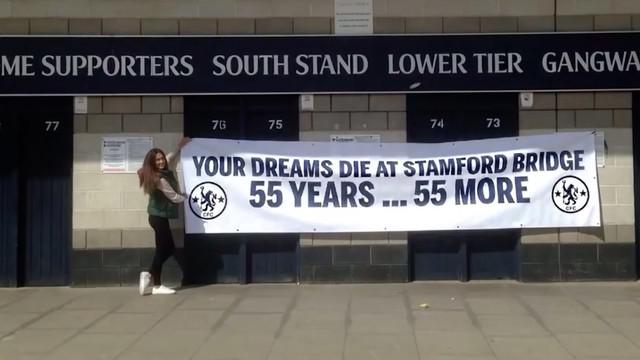 ME SUPPORTERS SOUTH STAND LOWER TIER GANGWA
77 76 75 74 73
YOUR DREAMS DIE AT STAMFORD BRIDGE
55 YEARS ... 55 MORE
CFC CFC